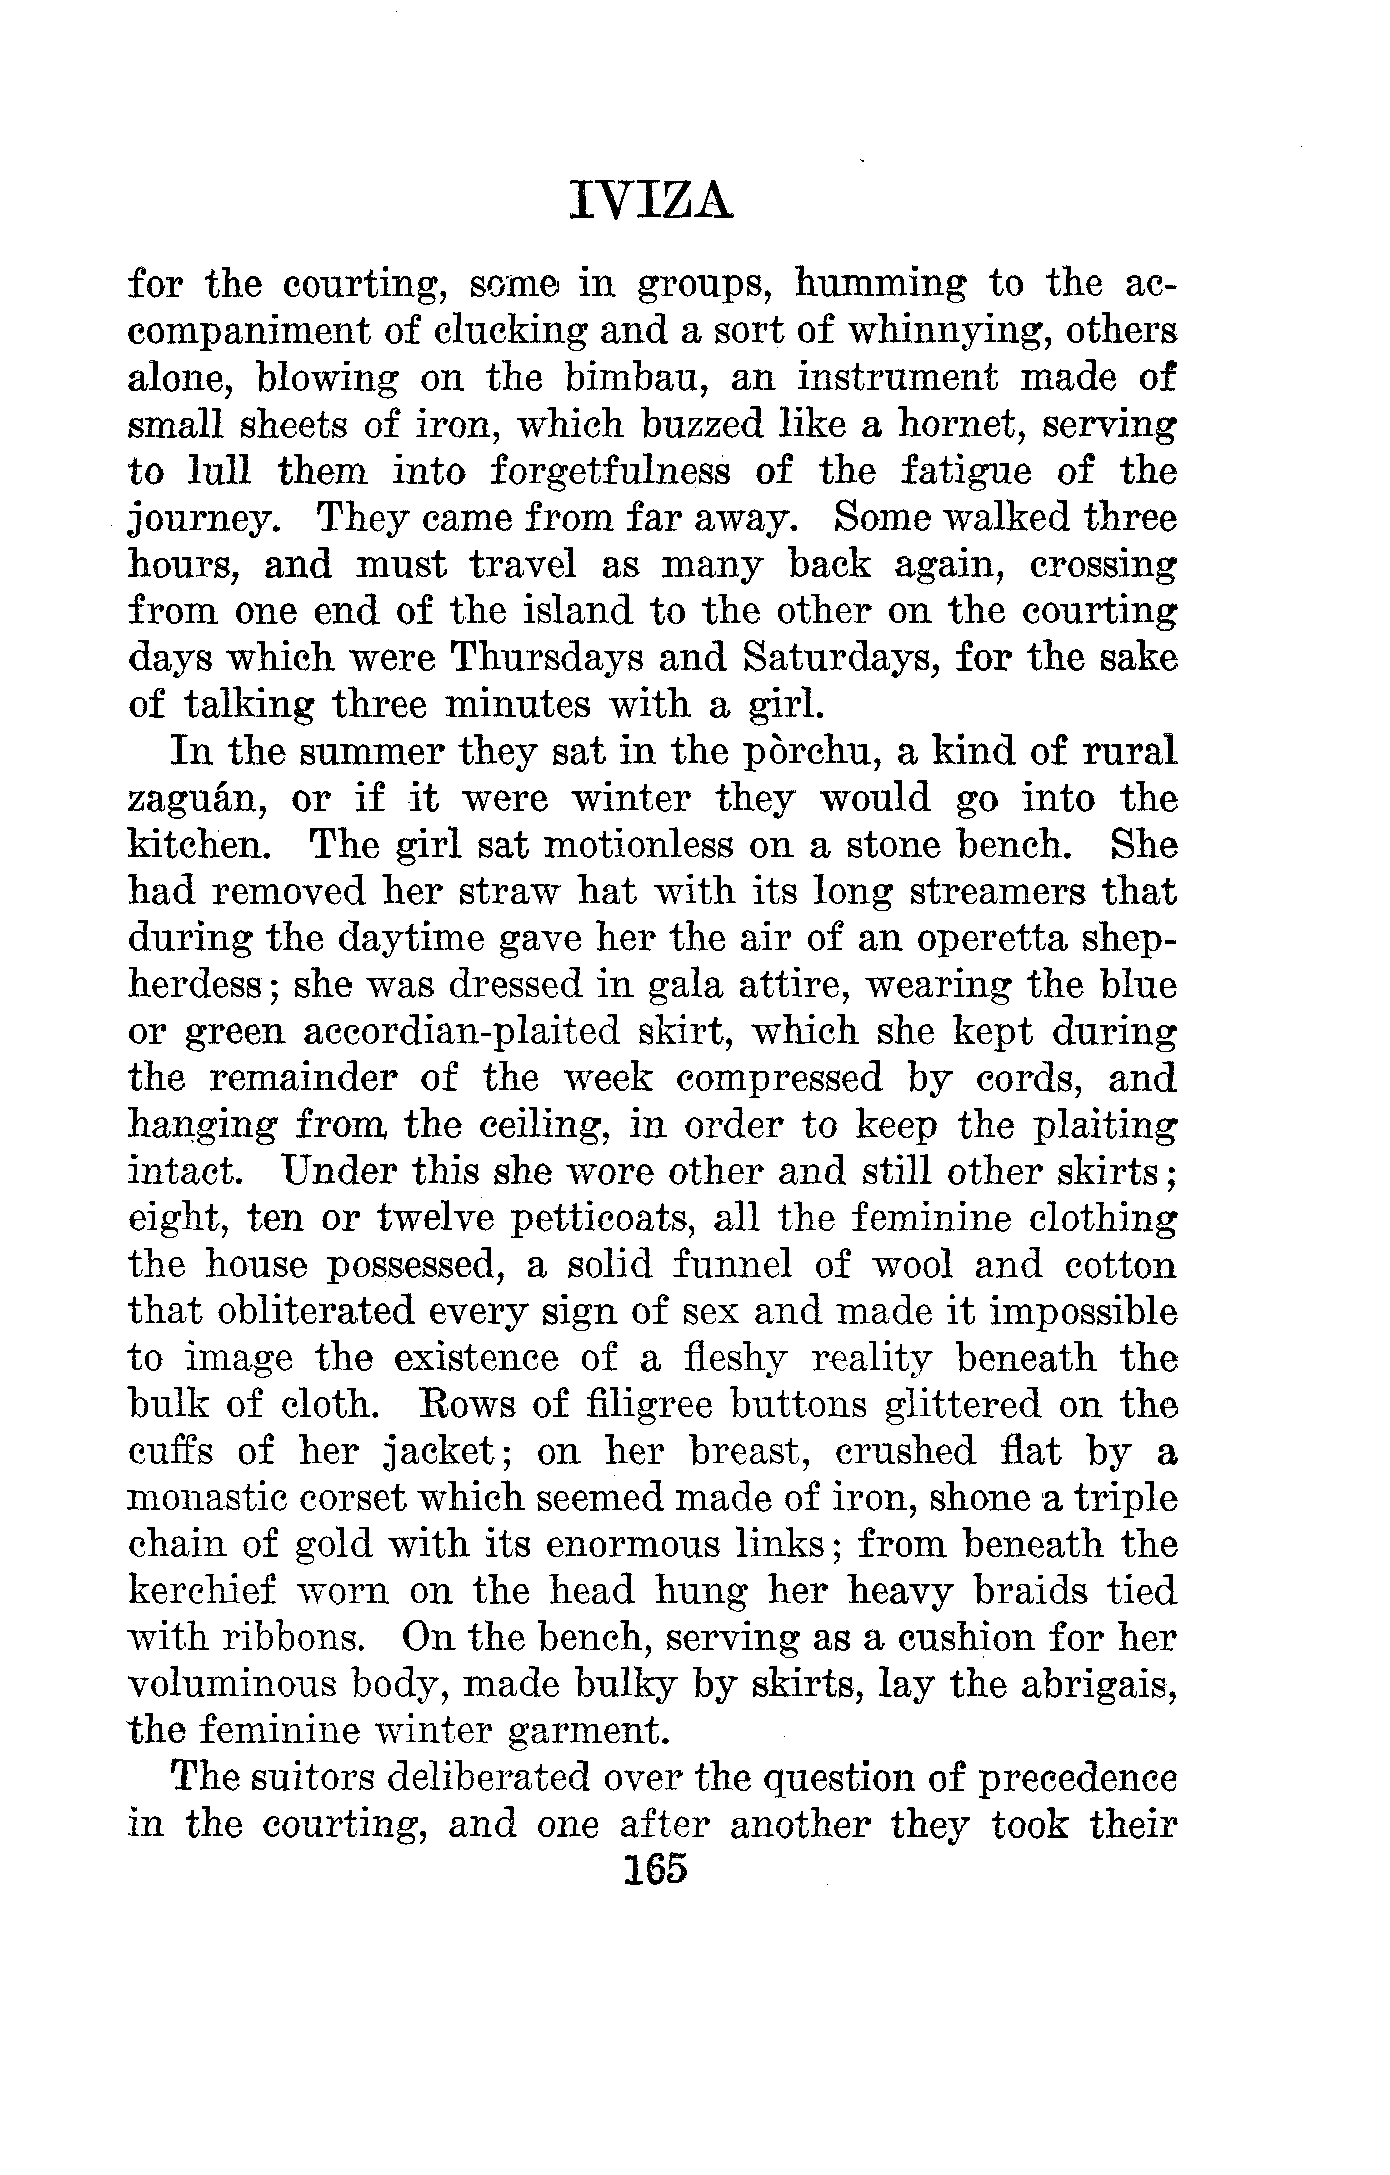 IVIZA
for the courting, some in groups, humming to the ac-
companiment of clucking and a sort of whinnying, others
alone, blowing on the bimbau, an instrument made of
small sheets of iron, which buzzed like a hornet, serving
to lull them into forgetfulness of the fatigue of the
journey. They came from far away. Some walked three
hours, and must travel as many back again, crossing
from one end of the island to the other on the courting
days which were Thursdays and Saturdays, for the sake
of talking three minutes with a girl.
In the summer they sat in the pòrchu, a kind of rural
zaguán, or if it were winter they would go into the
kitchen. The girl sat motionless on a stone bench. She
had removed her straw hat with its long streamers that
during the daytime gave her the air of an operetta shep-
herdess; she was dressed in gala attire, wearing the blue
or green accordian-plaited skirt, which she kept during
the remainder of the week compressed by cords, and
hanging from the ceiling, in order to keep the plaiting
intact. Under this she wore other and still other skirts;
eight, ten or twelve petticoats, all the feminine clothing
the house possessed, a solid funnel of wool and cotton
that obliterated every sign of sex and made it impossible
to image the existence of a fleshy reality beneath the
bulk of cloth. Rows of filigree buttons glittered on the
cuffs of her jacket; on her breast, crushed flat by a
monastic corset which seemed made of iron, shone a triple
chain of gold with its enormous links; from beneath the
kerchief worn on the head hung her heavy braids tied
with ribbons. On the bench, serving as a cushion for her
voluminous body, made bulky by skirts, lay the abrigais,
the feminine winter garment.
The suitors deliberated over the question of precedence
in the courting, and one after another they took their
165